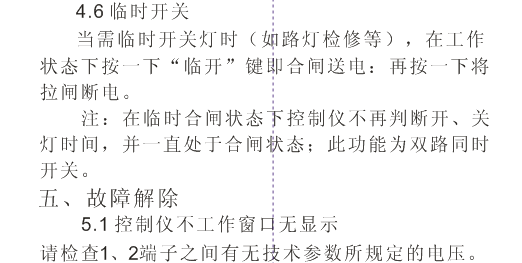 4.6 临时开关
当需临时开关灯时（如路灯检修等），在工作
状态下按一下“临开”键即合闸送电：再按一下将
拉闸断电。
注：在临时合闸状态下控制仪不再判断开、关
灯时间，并一直处于合闸状态；此功能为双路同时
开关。
五、故障解除
5.1 控制仪不工作窗口无显示
请检查1、2端子之间有无技术参数所规定的电压。